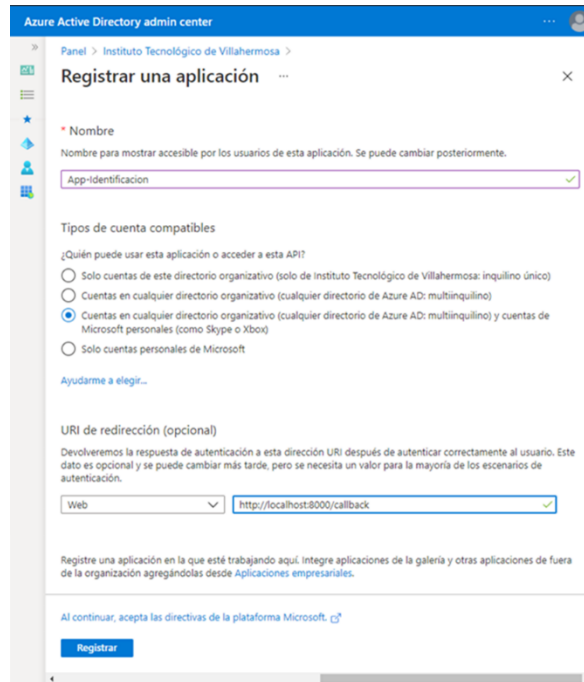 Azure Active Directory admin center
Panel > Instituto Tecnológico de Villahermosa >
Registrar una aplicación
* Nombre
Nombre para mostrar accesible por los usuarios de esta aplicación. Se puede cambiar posteriormente.
App-Identificacion
Tipos de cuenta compatibles
¿Quién puede usar esta aplicación o acceder a esta API?
Solo cuentas de este directorio organizativo (solo de Instituto Tecnológico de Villahermosa: inquilino único)
Cuentas en cualquier directorio organizativo (cualquier directorio de Azure AD: multiinquilino)
Cuentas en cualquier directorio organizativo (cualquier directorio de Azure AD: multiinquilino) y cuentas de
Microsoft personales (como Skype o Xbox)
Solo cuentas personales de Microsoft
Ayudarme a elegir...
URI de redirección (opcional)
Devolveremos la respuesta de autenticación a esta dirección URI después de autenticar correctamente al usuario. Este
dato es opcional y se puede cambiar más tarde, pero se necesita un valor para la mayoría de los escenarios de
autenticación.
Web http://localhost:8000/callback
Registre una aplicación en la que esté trabajando aquí. Integre aplicaciones de la galería y otras aplicaciones de fuera
de la organización agregándolas desde Aplicaciones empresariales.
Al continuar, acepta las directivas de la plataforma Microsoft.
Registrar